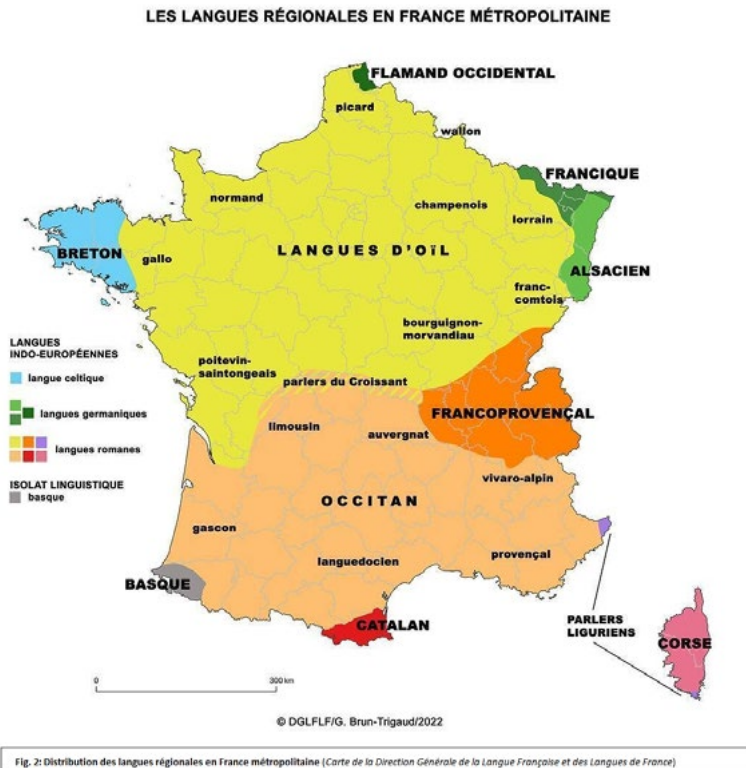 LES LANGUES RÉGIONALES EN FRANCE MÉTROPOLITAINE
FLAMAND OCCIDENTAL
picard
wallon
FRANCIQUE
normand
champenois
lorrain
BRETON
gallo
LANGUES D'OïL
ALSACIEN
franc-
comtois
bourguignon-
morvandiau
LANGUES
INDO-EUROPÉENNES
langue celtique
langues germaniques
langues romanes
ISOLAT LINGUISTIQUE
basque
poitevin-
saintongeais
parlers du Croissant
FRANCOPROVENÇAL
limousin
auvergnat
vivaro-alpin
OCCITAN
gascon
provençal
languedocien
BASQUE
CATALAN
PARLERS
LIGURIENS
CORSE
0
300 km
© DGLFLF/G. Brun-Trigaud/2022
Fig. 2: Distribution des langues régionales en France métropolitaine (Carte de la Direction Générale de la Langue Française et des Langues de France)